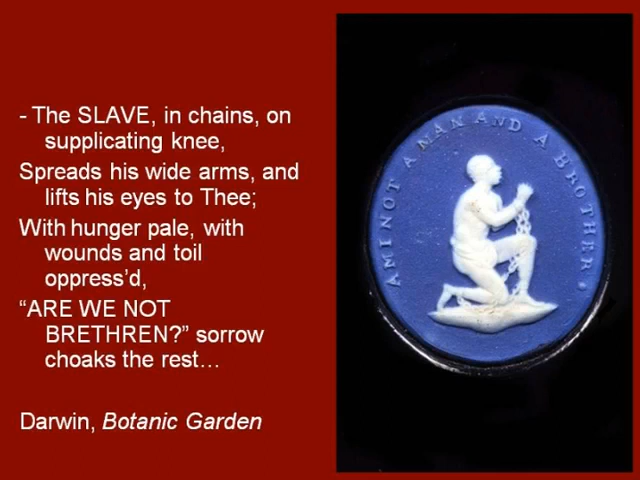 - The SLAVE, in chains, on
supplicating knee,
Spreads his wide arms, and
lifts his eyes to Thee;
With hunger pale, with
wounds and toil
oppress’d,
“ARE WE NOT
BRETHREN?” sorrow
choaks the rest…
Darwin, Botanic Garden
AM I NOT A MAN AND A BROTHER